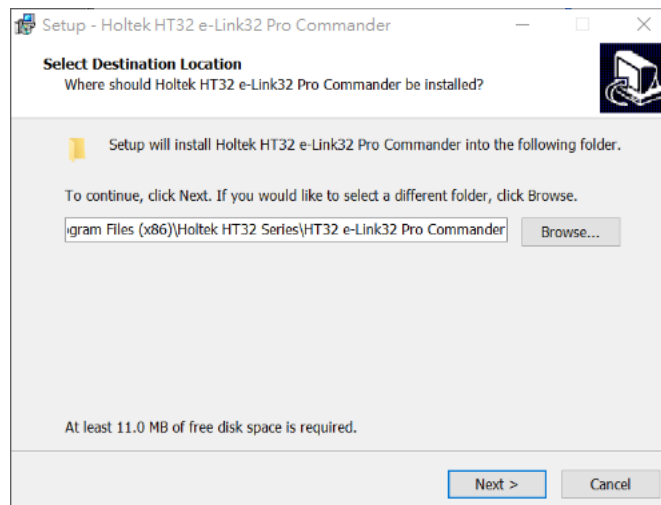 Setup - Holtek HT32 e-Link32 Pro Commander
Select Destination Location
Where should Holtek HT32 e-Link32 Pro Commander be installed?
Setup will install Holtek HT32 e-Link32 Pro Commander into the following folder.
To continue, click Next. If you would like to select a different folder, click Browse.
gram Files (x86)\Holtek HT32 Series\HT32 e-Link32 Pro Commander
Browse...
At least 11.0 MB of free disk space is required.
Next >
Cancel